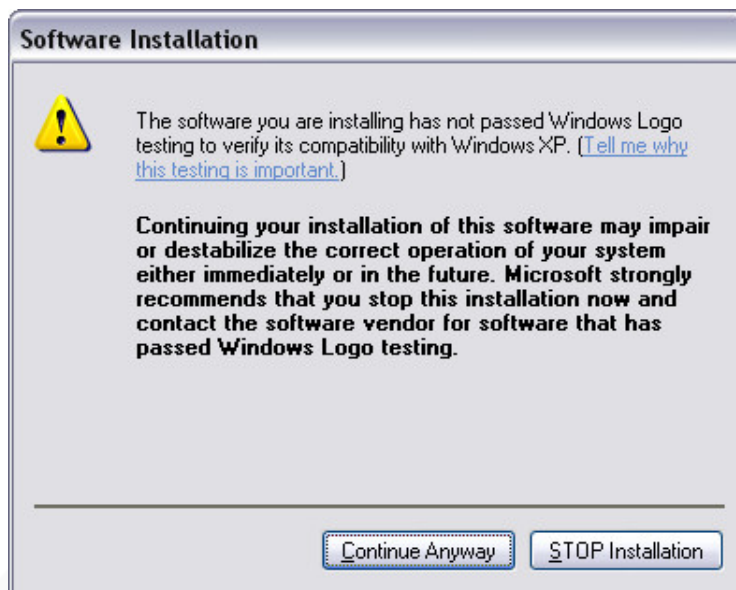 Software Installation
The software you are installing has not passed Windows Logo
testing to verify its compatibility with Windows XP. (Tell me why
this testing is important.)
Continuing your installation of this software may impair
or destabilize the correct operation of your system
either immediately or in the future. Microsoft strongly
recommends that you stop this installation now and
contact the software vendor for software that has
passed Windows Logo testing.
Continue Anyway
STOP Installation